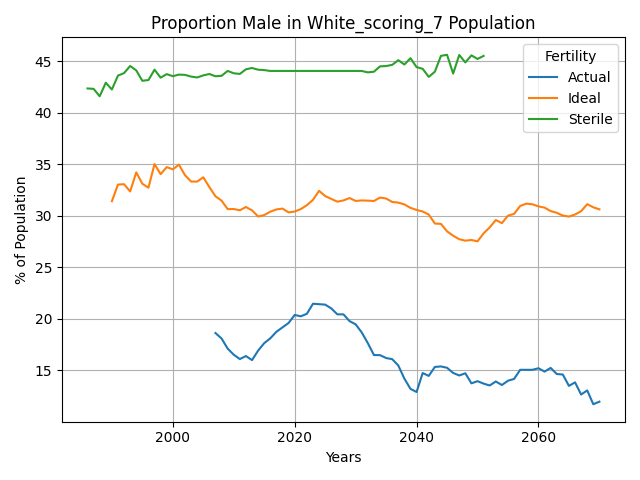 Proportion Male in White_scoring_7 Population
% of Population
45
40
35
30
25
20
15
2000
2020
2040
2060
Years
Fertility
Actual
Ideal
Sterile